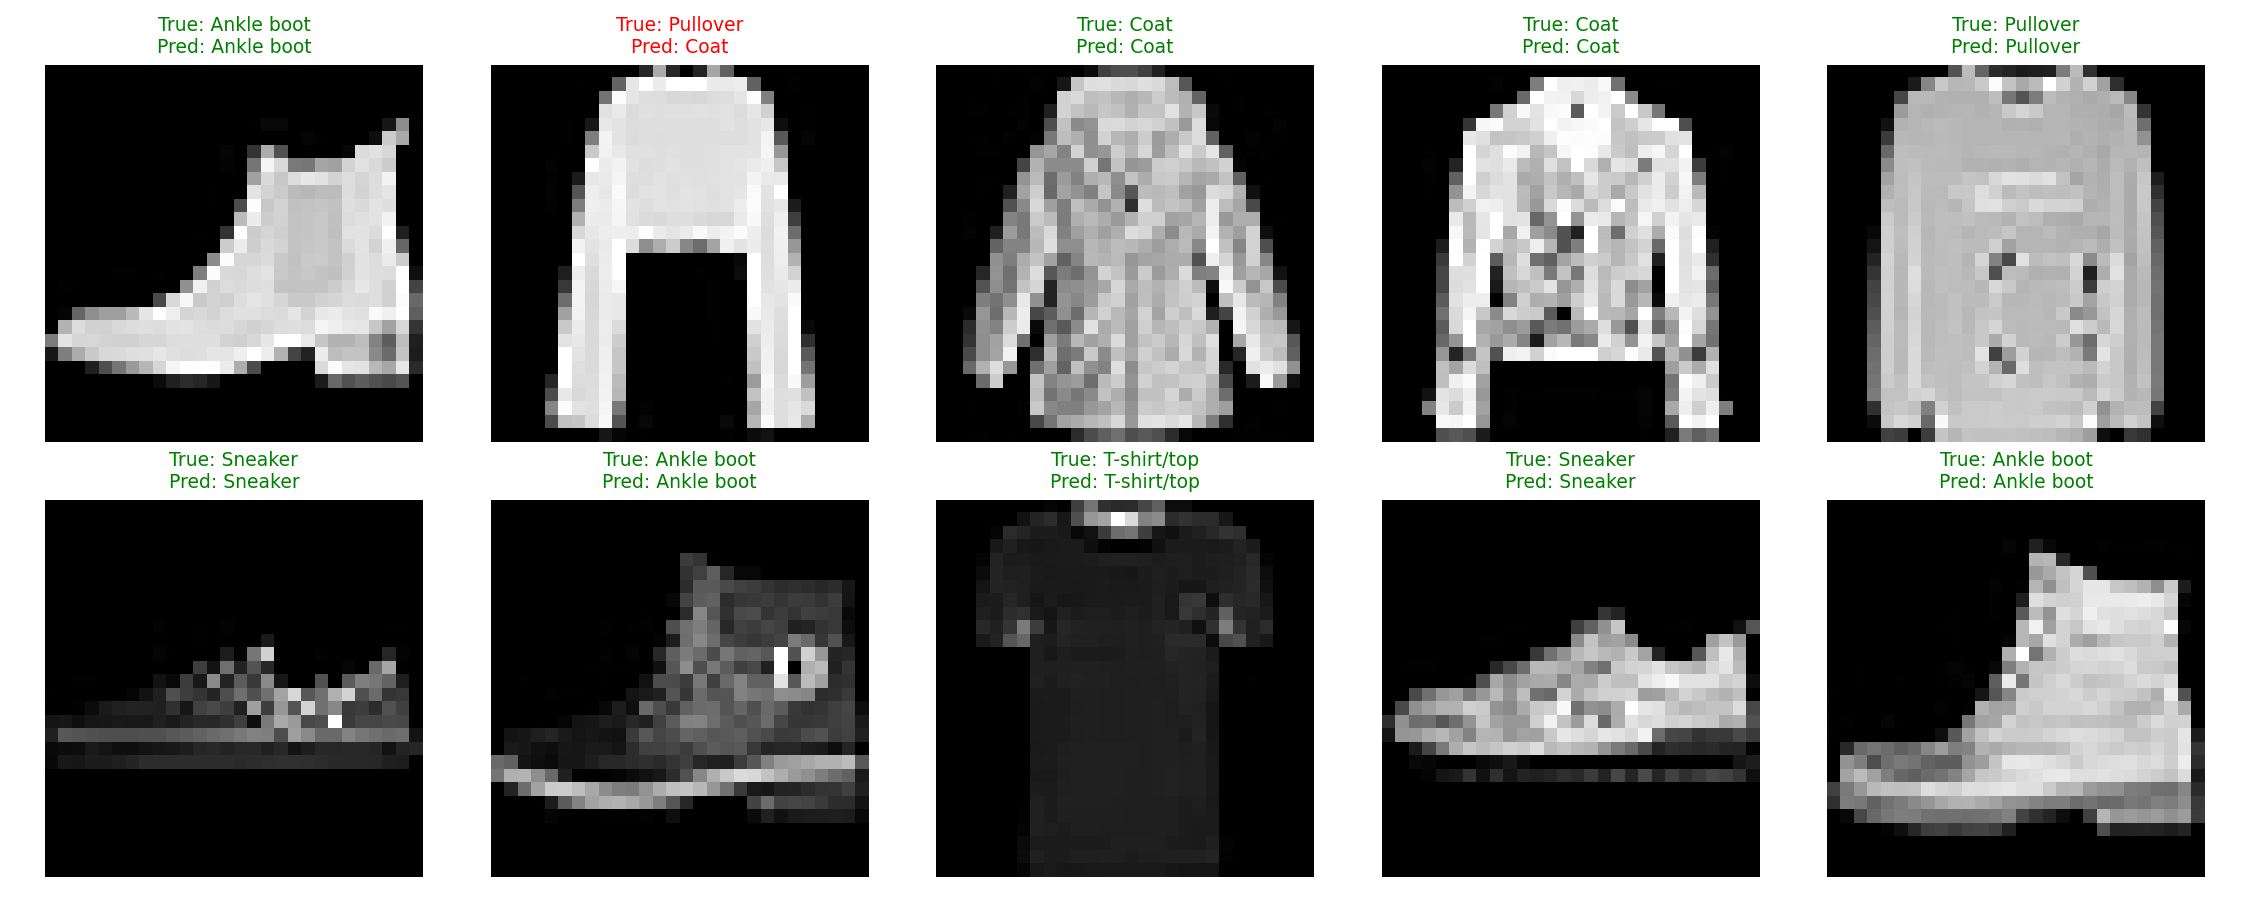 True: Ankle boot
Pred: Ankle boot
True: Pullover
Pred: Coat
True: Coat
Pred: Coat
True: Coat
Pred: Coat
True: Pullover
Pred: Pullover
True: Sneaker
Pred: Sneaker
True: Ankle boot
Pred: Ankle boot
True: T-shirt/top
Pred: T-shirt/top
True: Sneaker
Pred: Sneaker
True: Ankle boot
Pred: Ankle boot